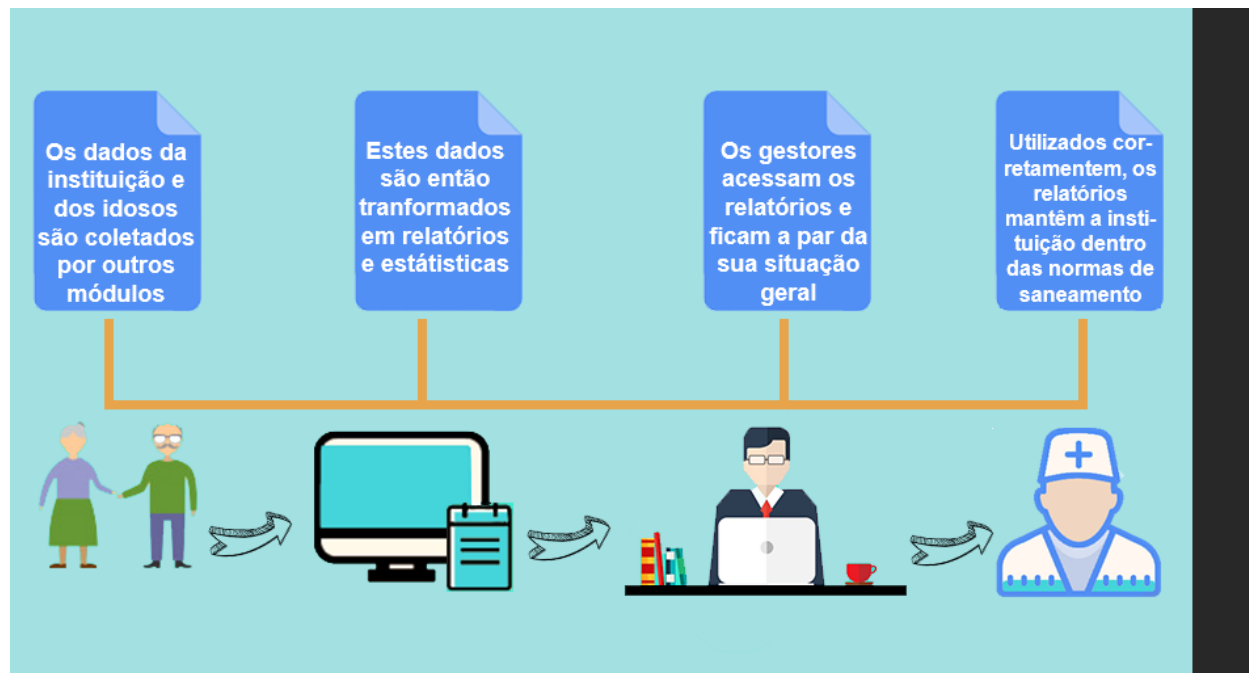 Os dados da
instituição e
dos idosos
são coletados
por outros
módulos
Estes dados
são então
tranformados
em relatórios
e estátisticas
Os gestores
acessam os
relatórios e
ficam a par da
sua situação
geral
Utilizados cor-
retamentem, os
relatórios
mantêm a insti-
tuição dentro
das normas de
saneamento